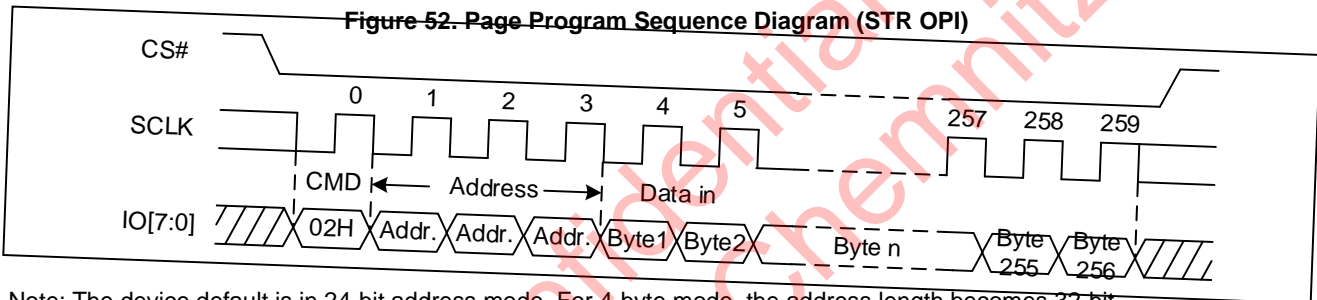 Figure 52. Page Program Sequence Diagram (STR OPI)
CS#
0 1 2 3 4 5 257 258 259
SCLK
CMD Address Data in
IO[7:0] 02H Addr. Addr. Addr. Byte1 Byte2 Byte n Byte 255 Byte 256
Note: The device default is in 24-bit address mode. For 4-byte mode, the address length becomes 32-bit.
onfidential
Chemnitz